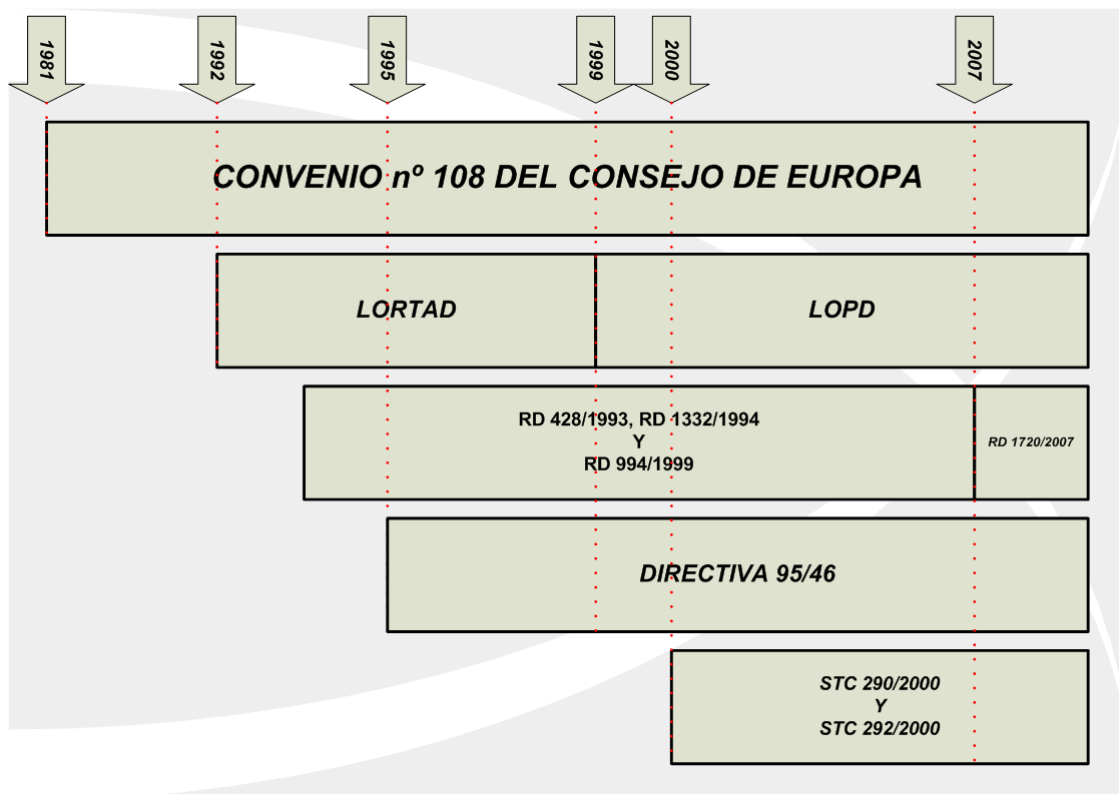 1981
1992
1995
1999
2000
2007
CONVENIO nº 108 DEL CONSEJO DE EUROPA
LORTAD
LOPD
RD 428/1993, RD 1332/1994
Y
RD 994/1999
RD 1720/2007
DIRECTIVA 95/46
STC 290/2000
Y
STC 292/2000